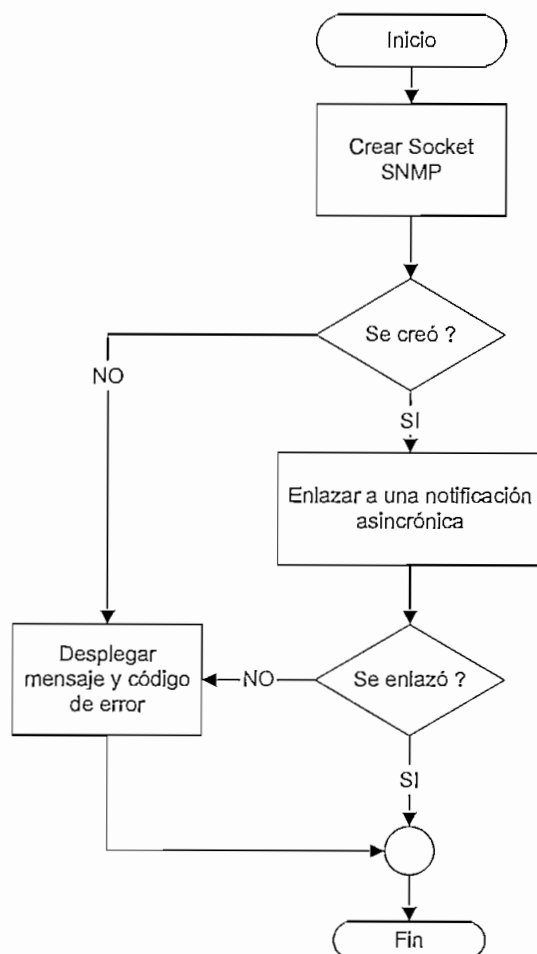 Inicio
Crear Socket
SNMP
Se creó ?
NO
SI
Enlazar a una notificación
asincrónica
Desplegar
mensaje y código
de error
NO
Se enlazó ?
SI
Fin